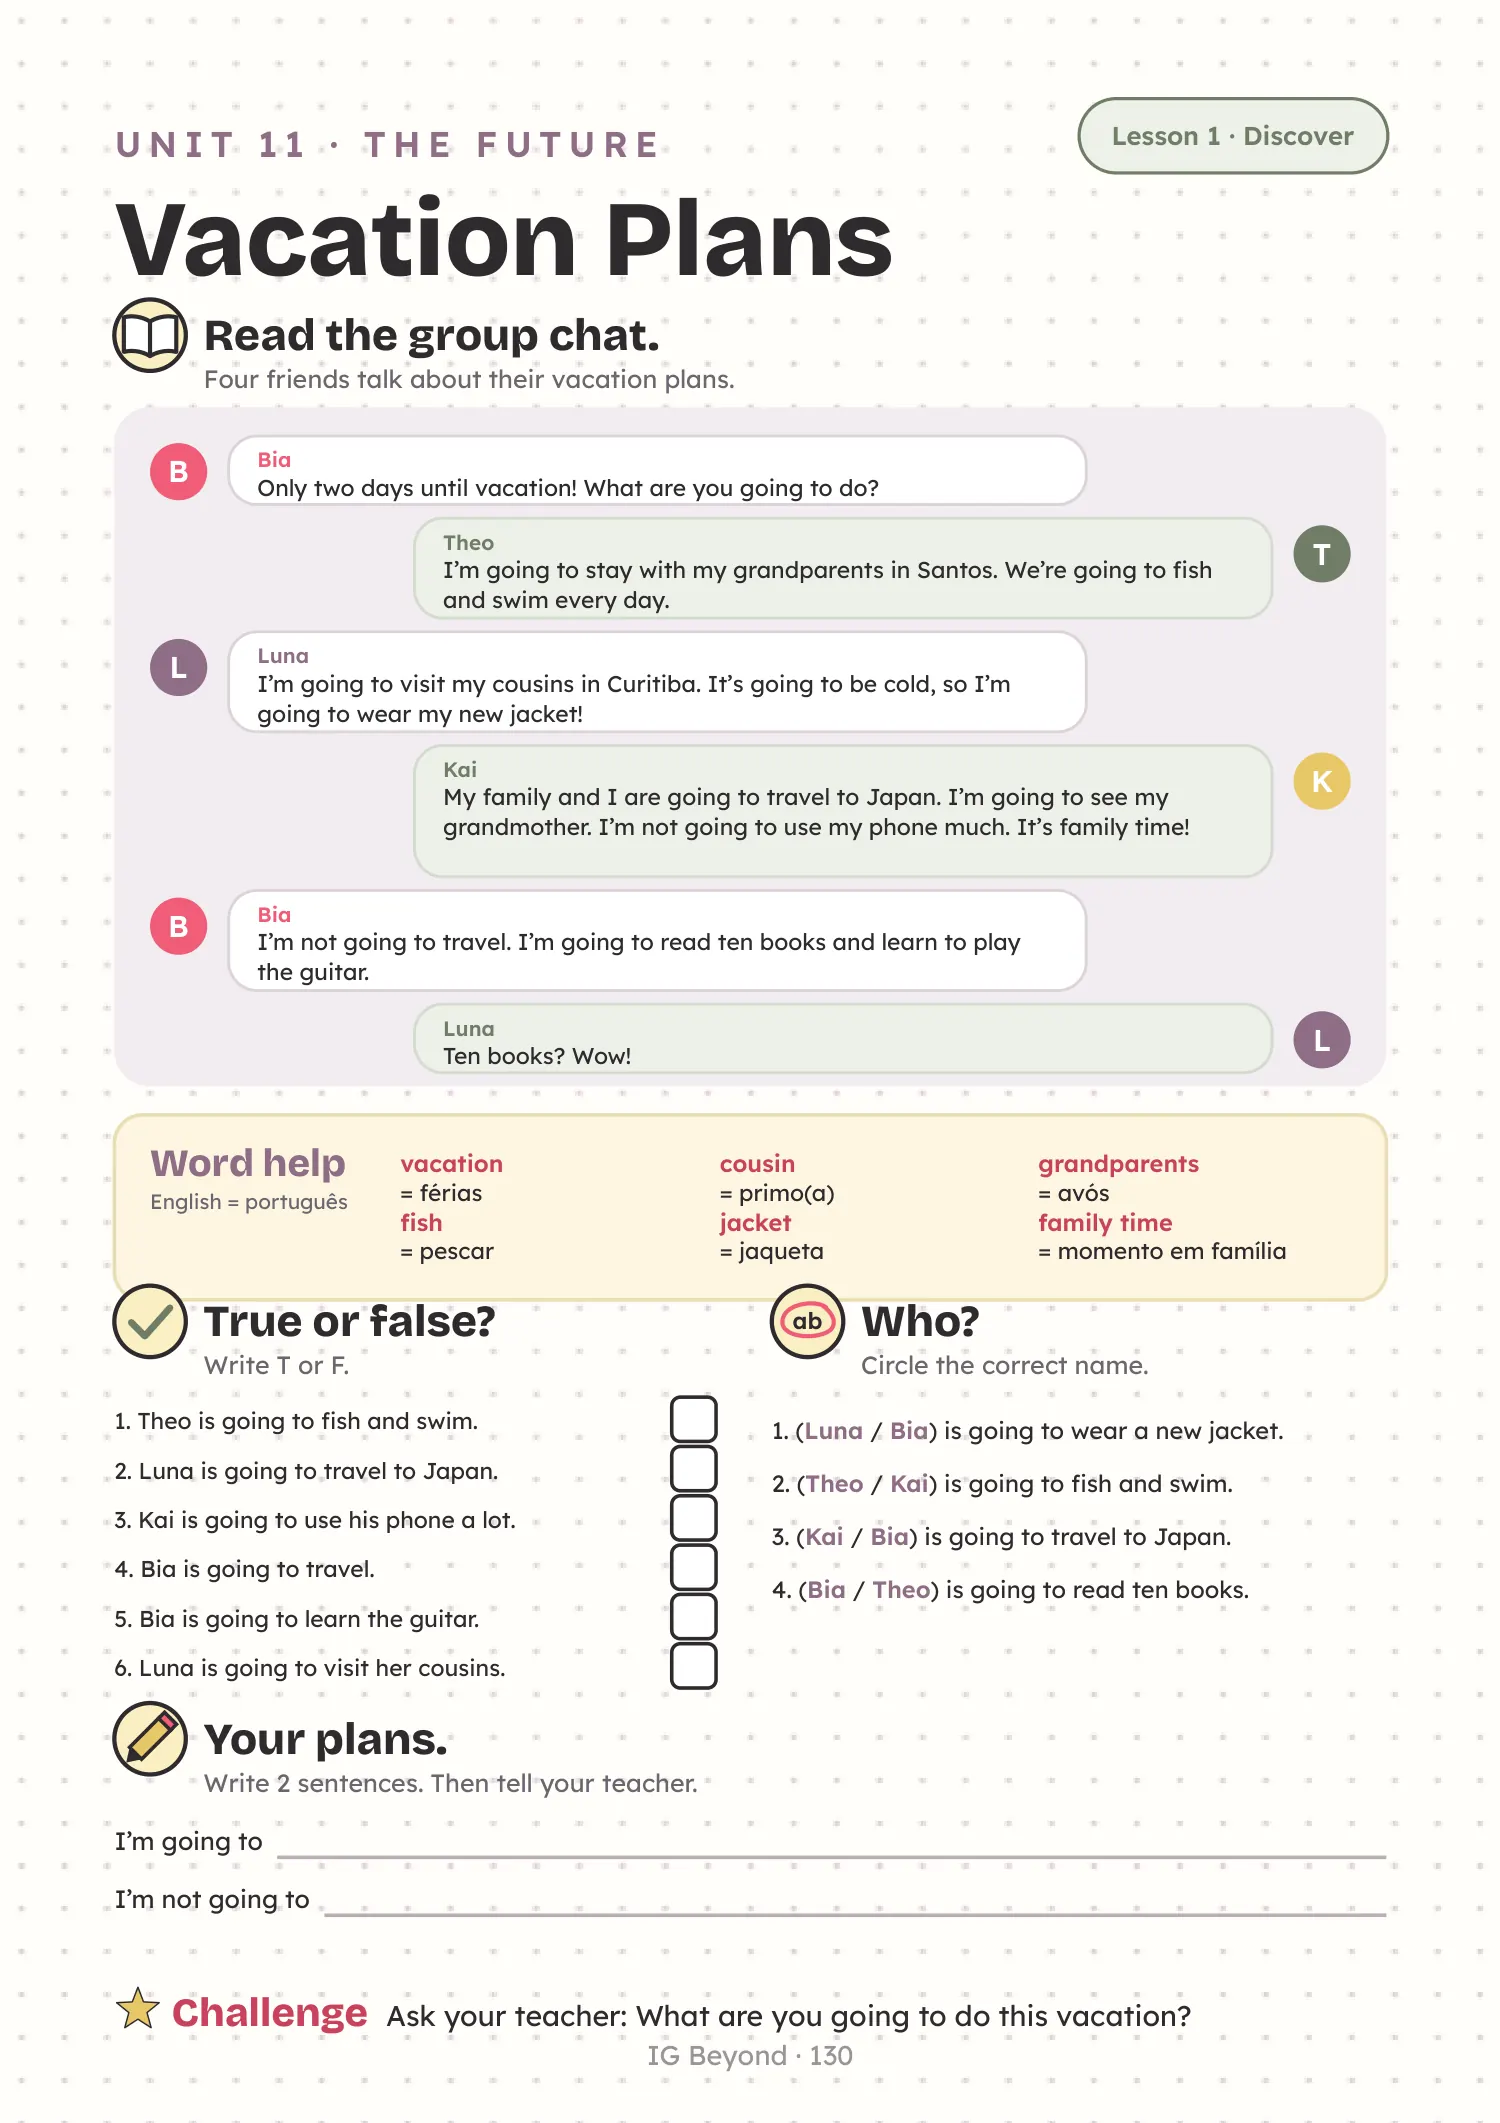 UNIT 11 · THE FUTURE
Lesson 1 · Discover
Vacation Plans
Read the group chat.
Four friends talk about their vacation plans.
B
Bia
Only two days until vacation! What are you going to do?
Theo
T
I'm going to stay with my grandparents in Santos. We're going to fish
and swim every day.
Luna
L
I'm going to visit my cousins in Curitiba. It's going to be cold, so I'm
going to wear my new jacket!
Kai
K
My family and I are going to travel to Japan. I'm going to see my
grandmother. I'm not going to use my phone much. It's family time!
Bia
B
I'm not going to travel. I'm going to read ten books and learn to play
the guitar.
Luna
L
Ten books? Wow!
Word help
English = português
vacation
= férias
fish
= pescar
cousin
= primo(a)
jacket
= jaqueta
grandparents
= avós
family time
= momento em família
True or false?
Write T or F.
1. Theo is going to fish and swim.
2. Luna is going to travel to Japan.
3. Kai is going to use his phone a lot.
4. Bia is going to travel.
5. Bia is going to learn the guitar.
6. Luna is going to visit her cousins.
ab
Who?
Circle the correct name.
1. (Luna / Bia) is going to wear a new jacket.
2. (Theo / Kai) is going to fish and swim.
3. (Kai / Bia) is going to travel to Japan.
4. (Bia / Theo) is going to read ten books.
Your plans.
Write 2 sentences. Then tell your teacher.
I'm going to
I'm not going to
Challenge Ask your teacher: What are you going to do this vacation?
IG Beyond · 130